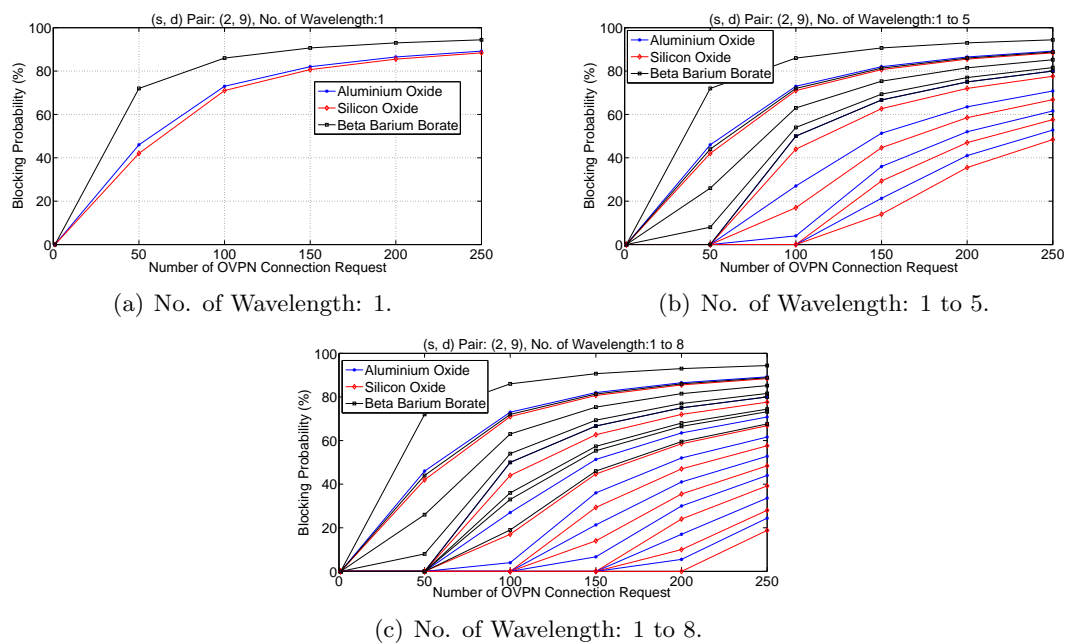 (s, d) Pair: (2, 9), No. of Wavelength:1
Blocking Probability (%)
100
80
60
40
20
0
Aluminium Oxide
Silicon Oxide
Beta Barium Borate
0 50 100 150 200 250
Number of OVPN Connection Request
(a) No. of Wavelength: 1.
(s, d) Pair: (2, 9), No. of Wavelength:1 to 5
Blocking Probability (%)
100
80
60
40
20
0
Aluminium Oxide
Silicon Oxide
Beta Barium Borate
0 50 100 150 200 250
Number of OVPN Connection Request
(b) No. of Wavelength: 1 to 5.
(s, d) Pair: (2, 9), No. of Wavelength:1 to 8
Blocking Probability (%)
100
80
60
40
20
0
Aluminium Oxide
Silicon Oxide
Beta Barium Borate
0 50 100 150 200 250
Number of OVPN Connection Request
(c) No. of Wavelength: 1 to 8.